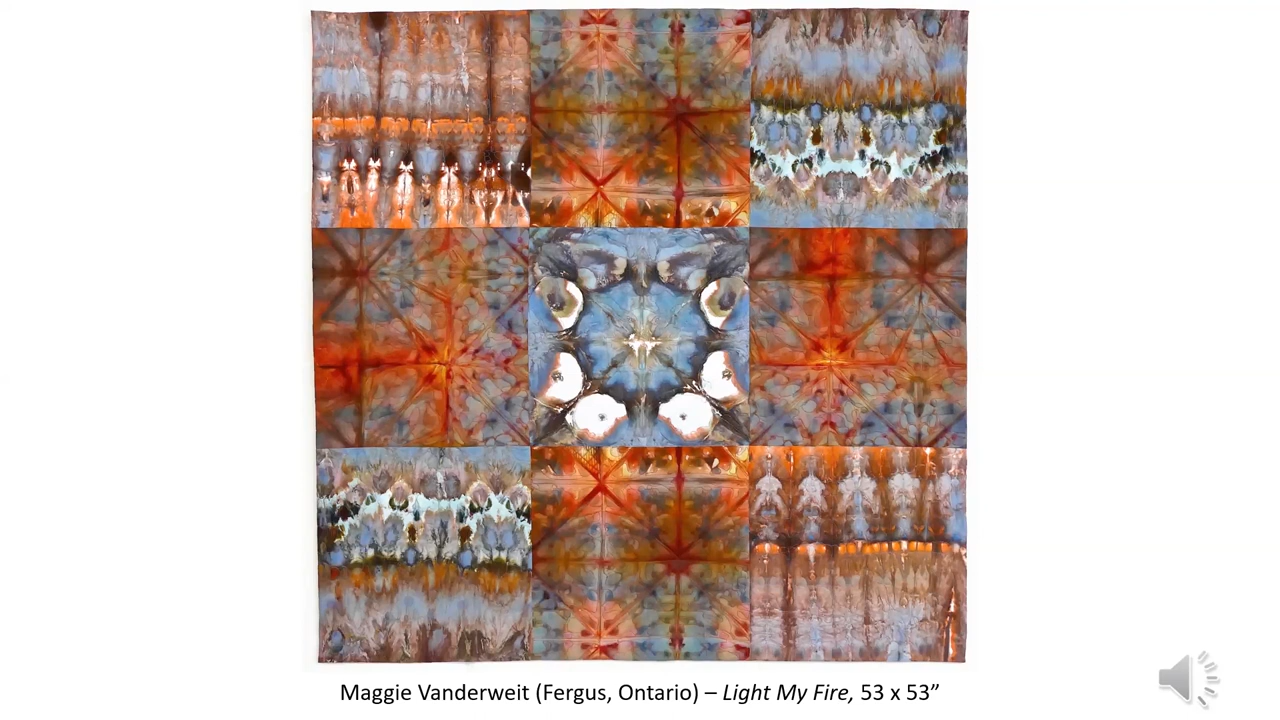 Maggie Vanderweit (Fergus, Ontario) – Light My Fire, 53 x 53”